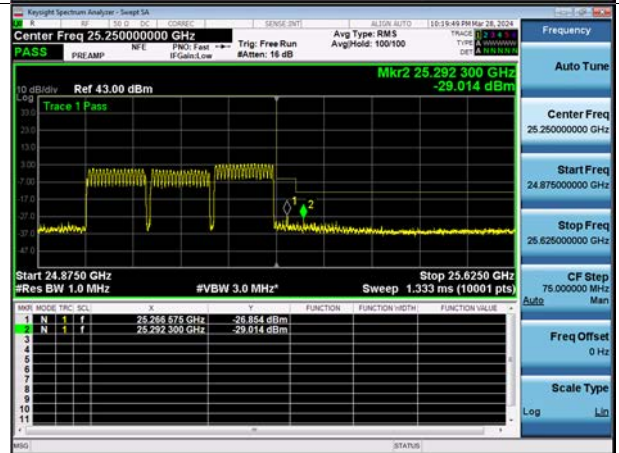 Keysight Spectrum Analyzer - Swept SA
RF 50 Ω DC CORREC SENSE:INT ALIGN AUTO 10:19:49 PM Mar 28, 2024
Center Freq 25.250000000 GHz
PASS
PREAMP
NFE
PNO: Fast
IFGain:Low
Trig: Free Run
#Atten: 16 dB
Avg Type: RMS
Avg|Hold: 100/100
TRACE 1 2 3 4 5 6
TYPE A WWWWW
DET A NNNNN
Mkr2 25.292 300 GHz
-29.014 dBm
10 dB/div Ref 43.00 dBm
Log
Trace 1 Pass
33.0
23.0
13.0
3.00
-7.00
-17.0
-27.0
-37.0
-47.0
1
2
Start 24.8750 GHz Stop 25.6250 GHz
#Res BW 1.0 MHz #VBW 3.0 MHz* Sweep 1.333 ms (10001 pts)
MKR MODE TRC SCL X Y FUNCTION FUNCTION WIDTH FUNCTION VALUE
1 N 1 f 25.266 575 GHz -26.854 dBm
2 N 1 f 25.292 300 GHz -29.014 dBm
3
4
5
6
7
8
9
10
11
MSG STATUS
Frequency
Auto Tune
Center Freq
25.250000000 GHz
Start Freq
24.875000000 GHz
Stop Freq
25.625000000 GHz
CF Step
75.000000 MHz
Auto Man
Freq Offset
0 Hz
Scale Type
Log Lin